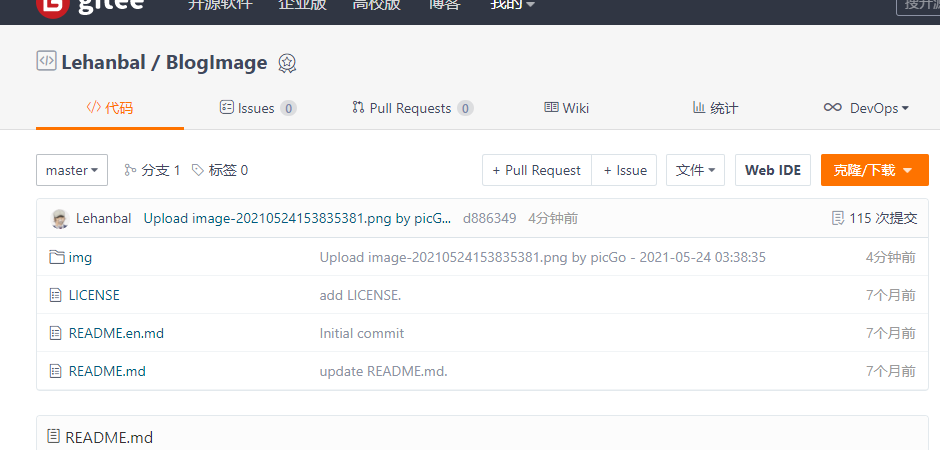 gitee 开源软件 企业版 高校版 博客 我的 搜开源
Lehanbal / BlogImage
代码 Issues 0 Pull Requests 0 Wiki 统计 DevOps
master 分支 1 标签 0 + Pull Request + Issue 文件 Web IDE 克隆/下载
Lehanbal Upload image-20210524153835381.png by picG... d886349 4分钟前 115 次提交
img Upload image-20210524153835381.png by picGo - 2021-05-24 03:38:35 4分钟前
LICENSE add LICENSE. 7个月前
README.en.md Initial commit 7个月前
README.md update README.md. 7个月前
README.md